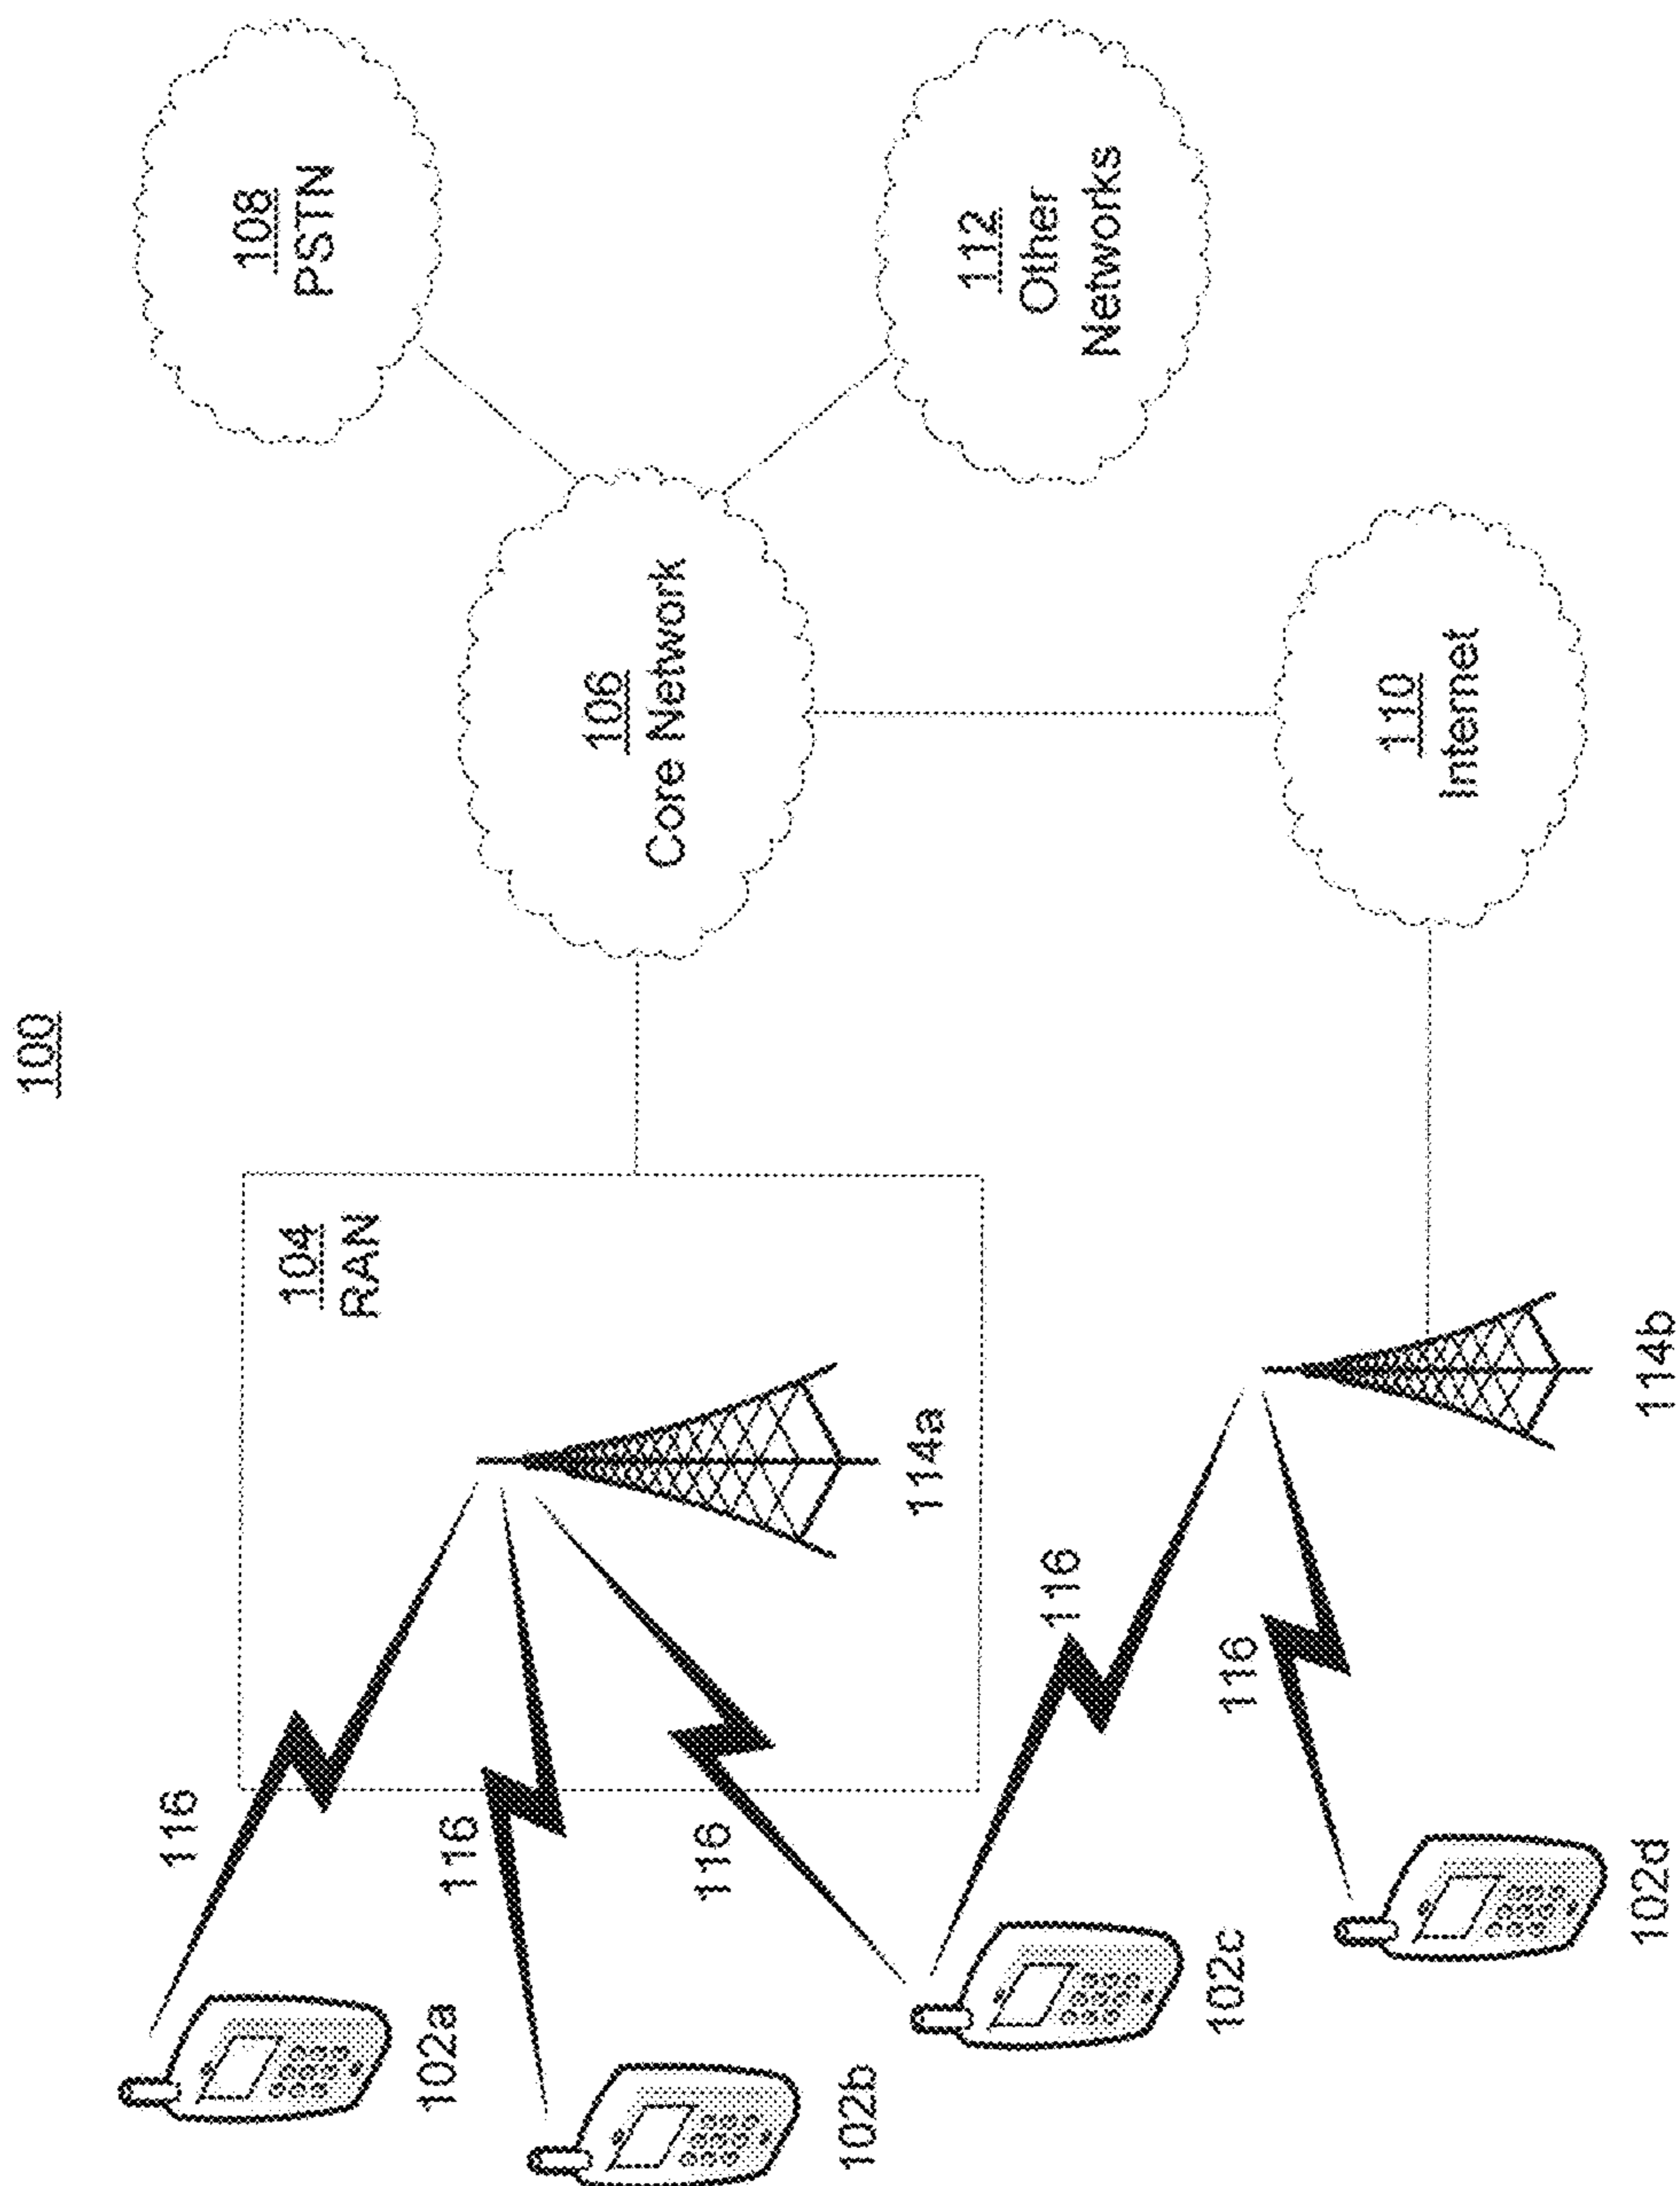 100
108
PSTN
106
Core Network
112
Other
Networks
104
RAN
110
Internet
114a
114b
116
116
116
116
116
102a
102b
102c
102d